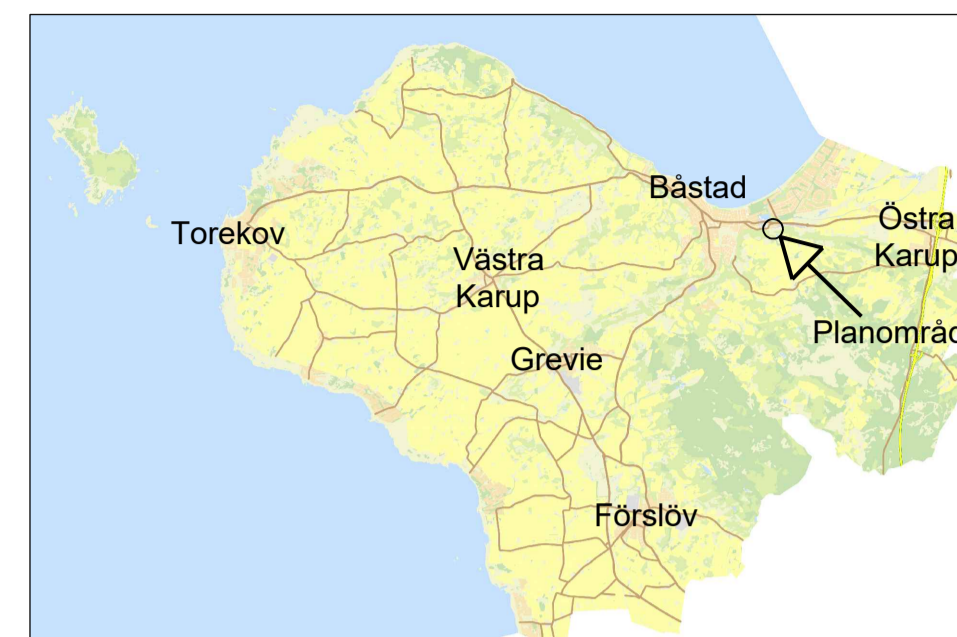 Båstad
Torekov
Östra
Karup
Västra
Karup
Planområd
Grevie
Förslöv